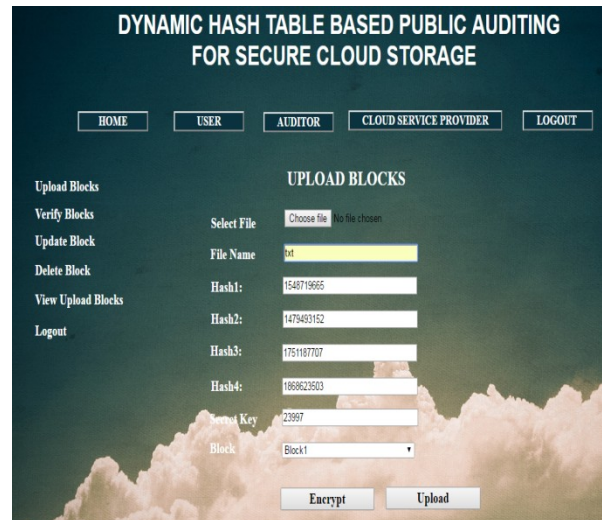 DYNAMIC HASH TABLE BASED PUBLIC AUDITING
FOR SECURE CLOUD STORAGE
HOME USER AUDITOR CLOUD SERVICE PROVIDER LOGOUT
Upload Blocks
Verify Blocks
Update Block
Delete Block
View Upload Blocks
Logout
UPLOAD BLOCKS
Select File Choose file No file chosen
File Name txt
Hash1: 1548719665
Hash2: 1479493152
Hash3: 1751187707
Hash4: 1868623503
Secret Key 23997
Block Block1
Encrypt Upload